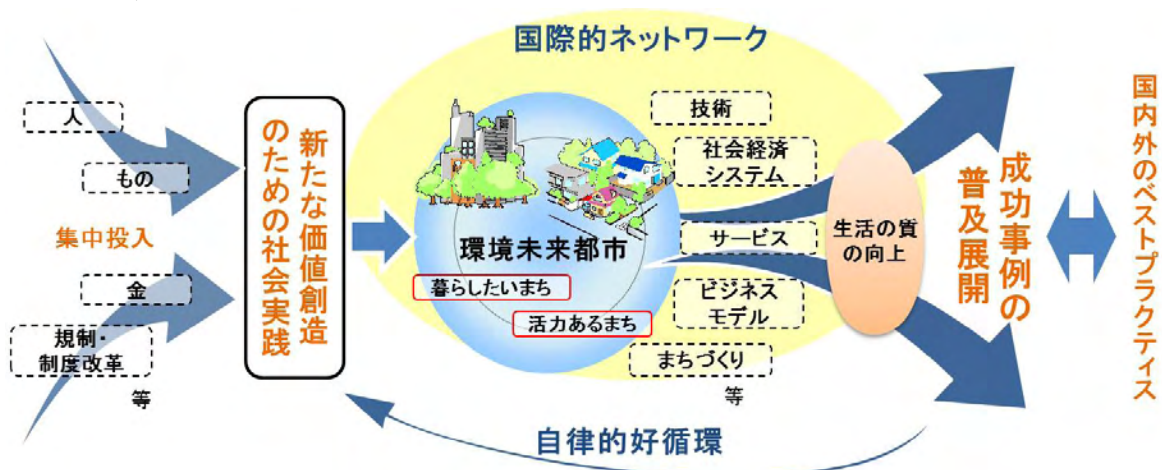 人
もの
集中投入
金
規制・
制度改革
等
新たな価値創造
のための社会実践
国際的ネットワーク
環境未来都市
暮らしたいまち
活力あるまち
技術
社会経済
システム
サービス
ビジネス
モデル
まちづくり
等
生活の質
の向上
成功事例の
普及展開
国内外のベストプラクティス
自律的好循環